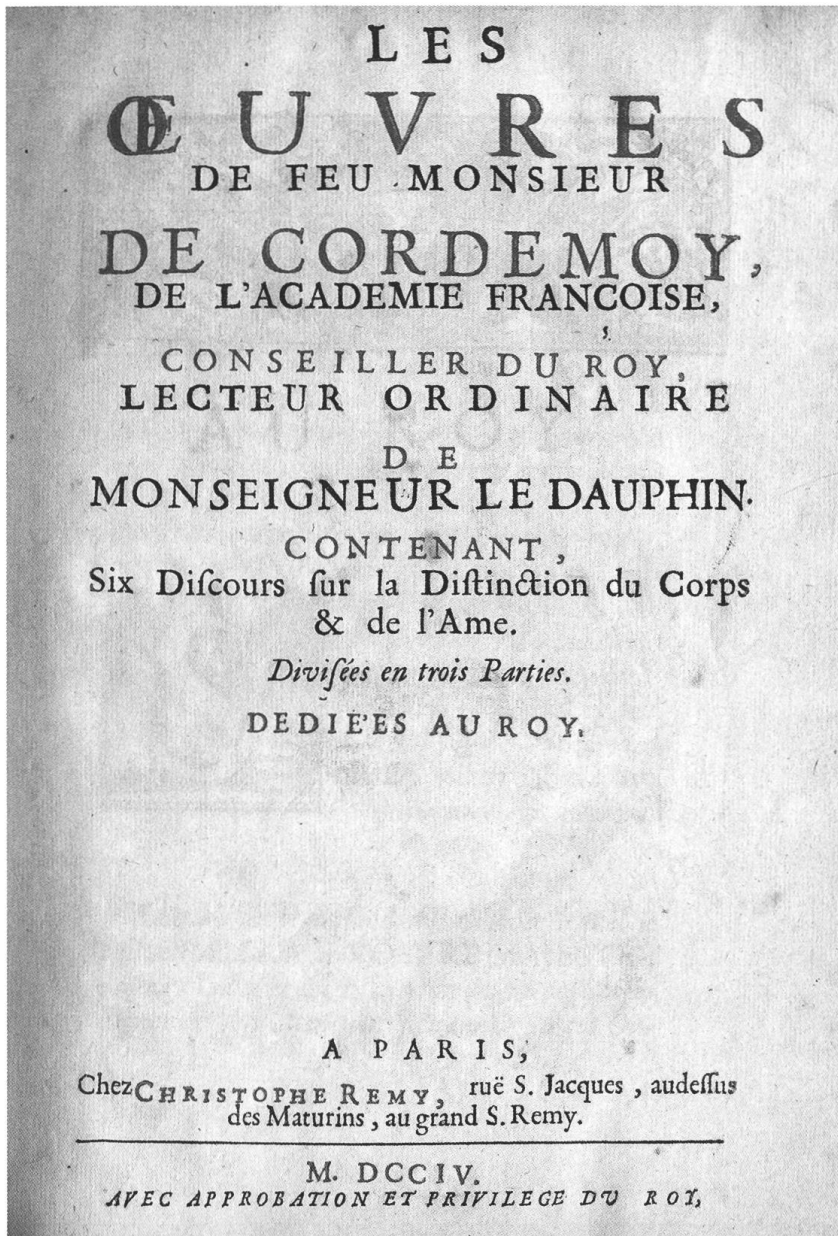 LES
ŒUVRES
DE FEU MONSIEUR
DE CORDEMOY,
DE L'ACADEMIE FRANCOISE,
CONSEILLER DU ROY,
LECTEUR ORDINAIRE
DE
MONSEIGNEUR LE DAUPHIN.
CONTENANT,
Six Diſcours ſur la Diſtinction du Corps
& de l'Ame.
Diviſées en trois Parties.
DEDIE'ES AU ROY.
A PARIS,
Chez CHRISTOPHE REMY, ruë S. Jacques, audeſſus
des Maturins, au grand S. Remy.
M. DCCIV.
AVEC APPROBATION ET PRIVILEGE DU ROY,